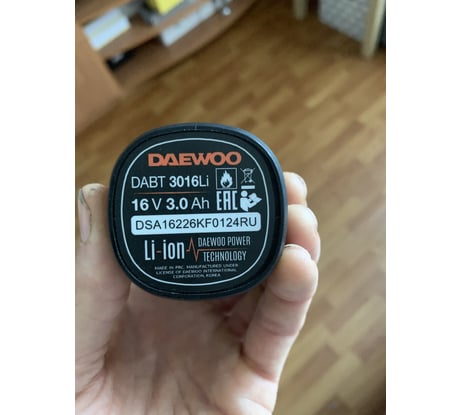 DAEWOO
DABT 3016Li
16 V 3.0 Ah
EAC
DSA16226KF0124RU
Li-ion DAEWOO POWER
TECHNOLOGY
MADE IN PRC. MANUFACTURED UNDER
LICENSE OF DAEWOO INTERNATIONAL
CORPORATION, KOREA